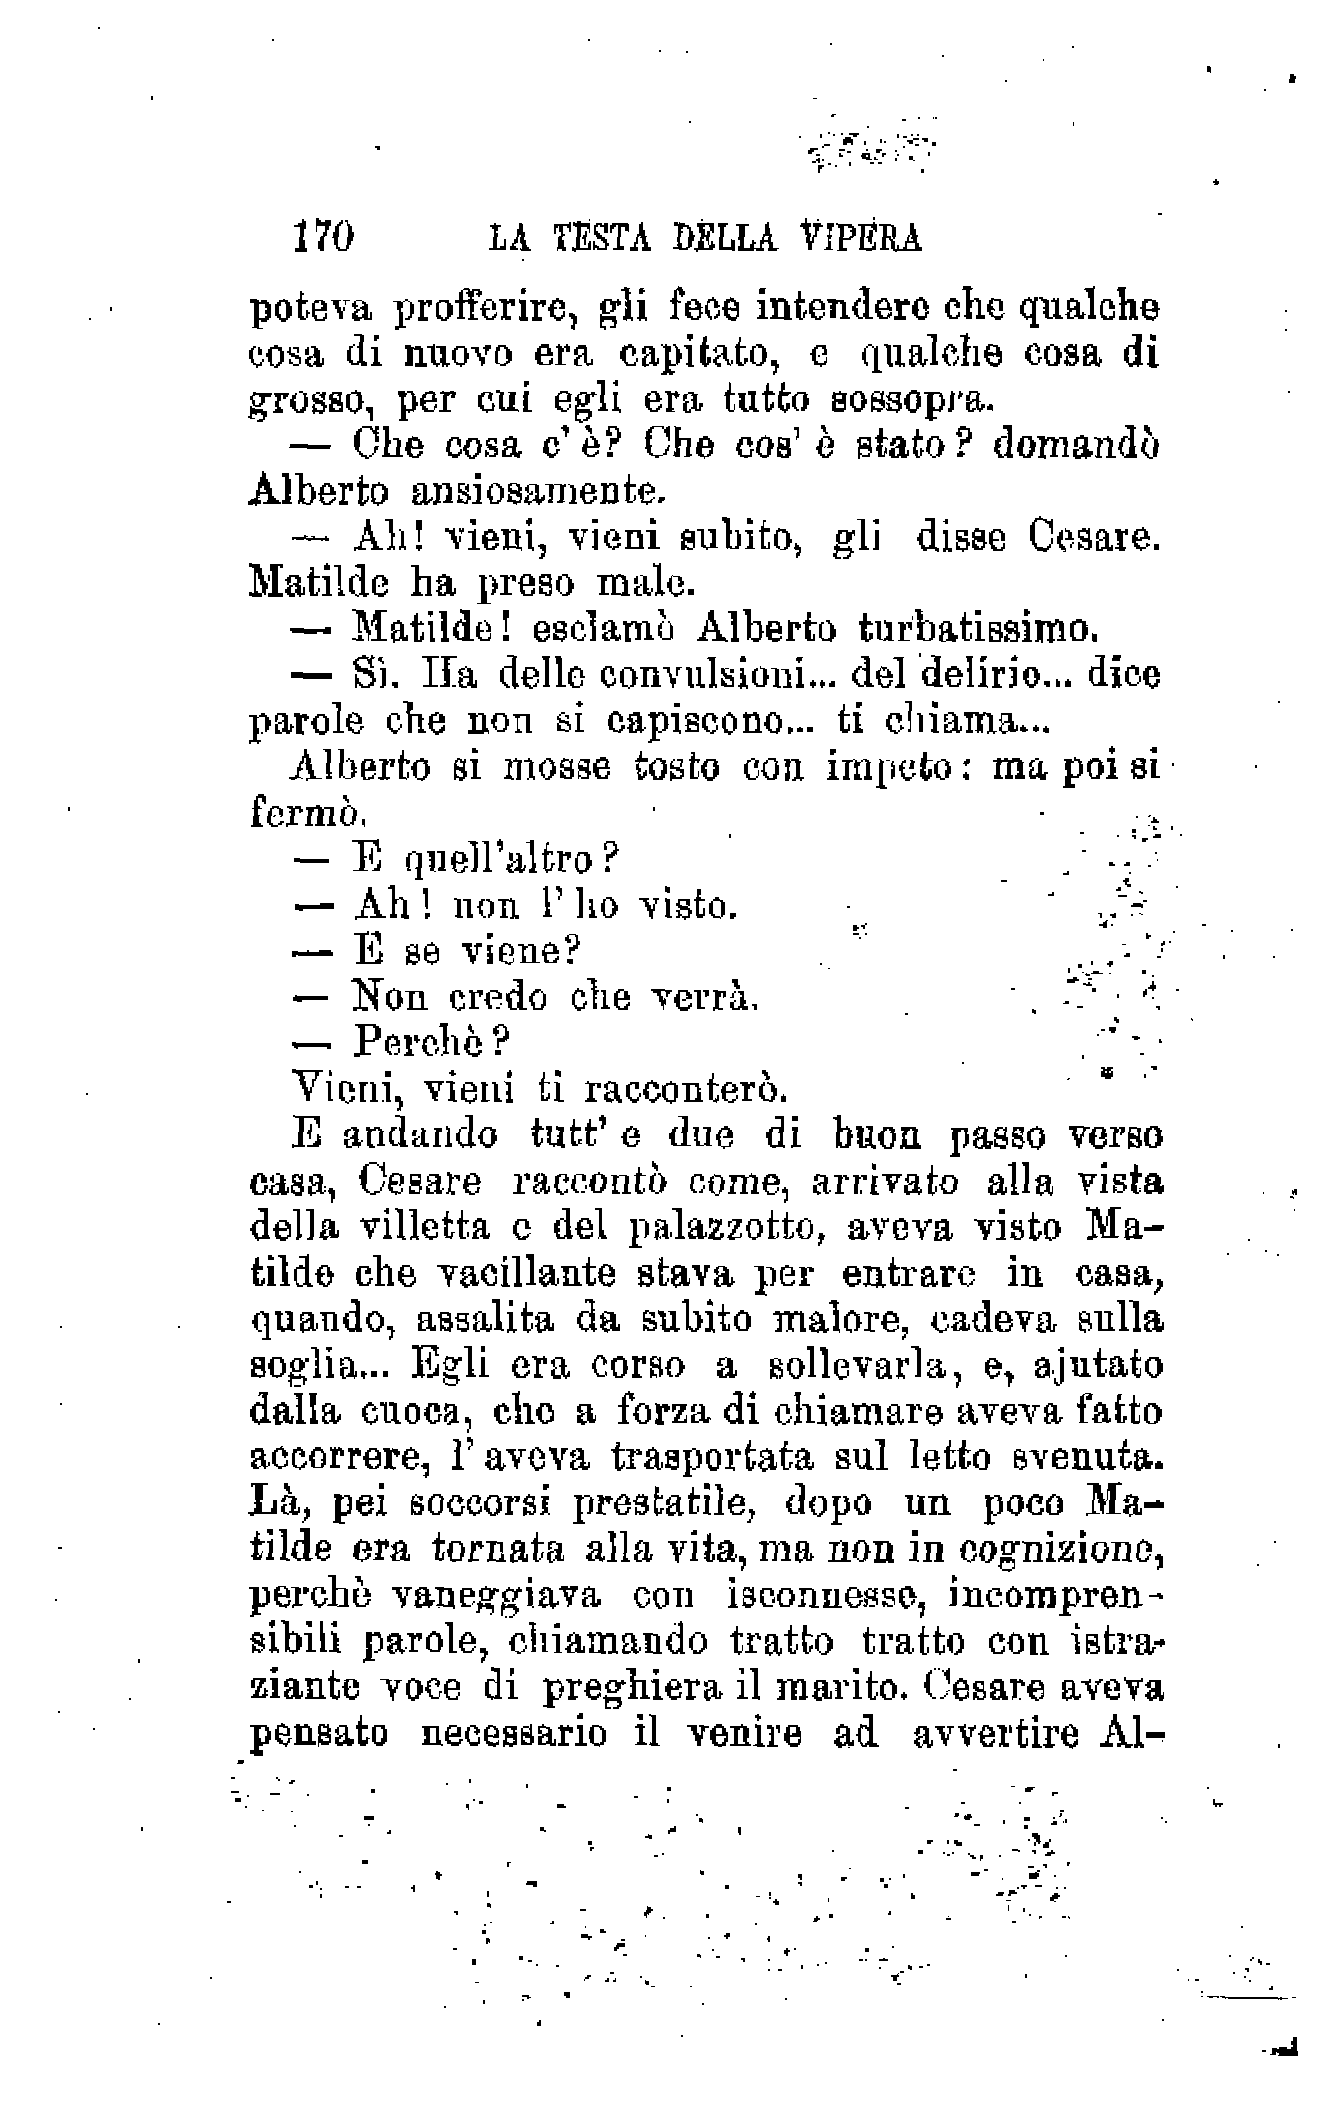 170 LA TESTA DELLA VIPERA
poteva profferire, gli fece intendere che qualche
cosa di nuovo era capitato, e qualche cosa di
grosso, per cui egli era tutto sossopra.
— Che cosa c' è? Che cos' è stato? domandò
Alberto ansiosamente.
— Ah! vieni, vieni subito, gli disse Cesare.
Matilde ha preso male.
— Matilde! esclamò Alberto turbatissimo.
— Sì. Ha delle convulsioni... del delirio... dice
parole che non si capiscono... ti chiama...
Alberto si mosse tosto con impeto: ma poi si
fermò.
— E quell'altro?
— Ah! non l' ho visto.
— E se viene?
— Non credo che verrà.
— Perchè?
Vieni, vieni ti racconterò.
E andando tutt' e due di buon passo verso
casa, Cesare raccontò come, arrivato alla vista
della villetta e del palazzotto, aveva visto Ma-
tilde che vacillante stava per entrare in casa,
quando, assalita da subito malore, cadeva sulla
soglia... Egli era corso a sollevarla, e, ajutato
dalla cuoca, che a forza di chiamare aveva fatto
accorrere, l' aveva trasportata sul letto svenuta.
Là, pei soccorsi prestatile, dopo un poco Ma-
tilde era tornata alla vita, ma non in cognizione,
perchè vaneggiava con isconnesse, incompren-
sibili parole, chiamando tratto tratto con istra-
ziante voce di preghiera il marito. Cesare aveva
pensato necessario il venire ad avvertire Al-